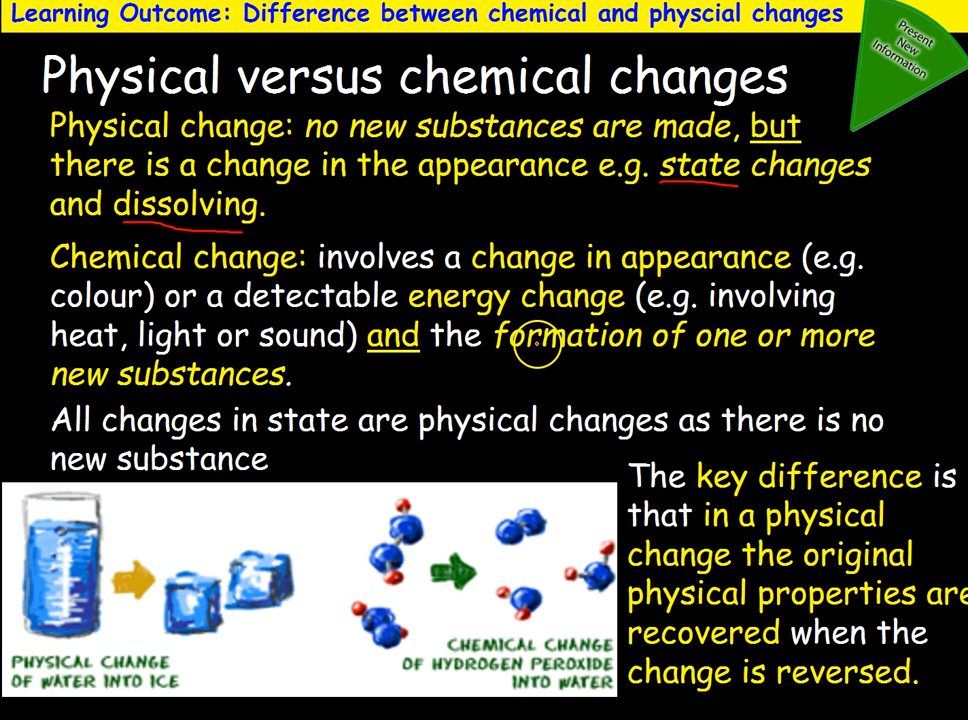 Learning Outcome: Difference between chemical and physcial changes
Present
New
Information
Physical versus chemical changes
Physical change: no new substances are made, but
there is a change in the appearance e.g. state changes
and dissolving.
Chemical change: involves a change in appearance (e.g.
colour) or a detectable energy change (e.g. involving
heat, light or sound) and the formation of one or more
new substances.
All changes in state are physical changes as there is no
new substance
The key difference is
that in a physical
change the original
physical properties are
recovered when the
change is reversed.
PHYSICAL CHANGE
OF WATER INTO ICE
CHEMICAL CHANGE
OF HYDROGEN PEROXIDE
INTO WATER